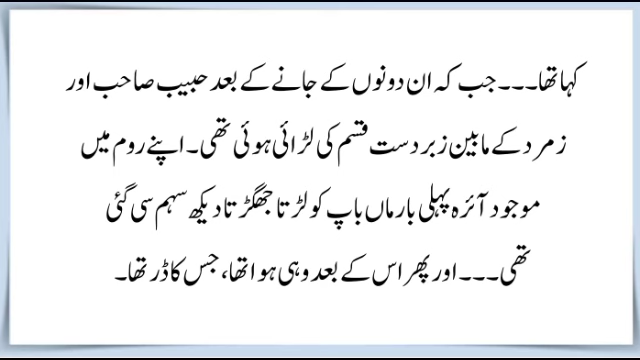 کہا تھا۔۔۔ جب کہ ان دونوں کے جانے کے بعد حبیب صاحب اور
زمرد کے مابین زبردست قسم کی لڑائی ہوئی تھی۔ اپنے روم میں
موجود آئرہ پہلی بار ماں باپ کو لڑتا جھگڑتا دیکھ سہم سی گئی
تھی۔۔۔ اور پھر اس کے بعد وہی ہوا تھا، جس کا ڈر تھا۔